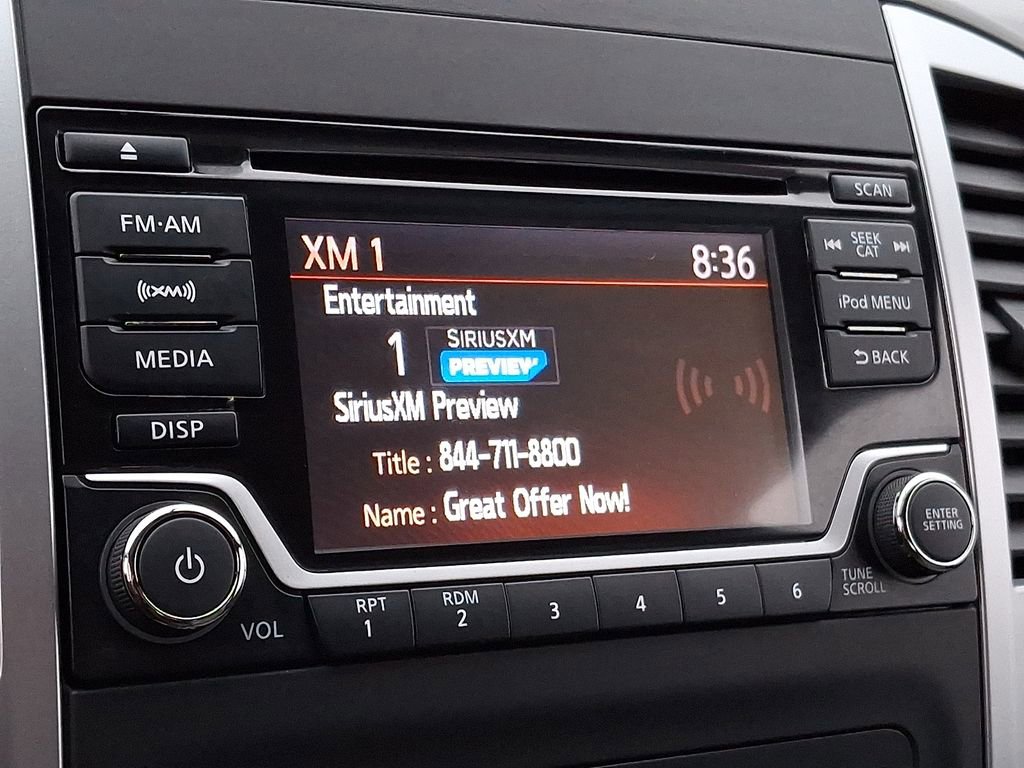 SCAN
FM·AM
XM 1
8:36
SEEK
CAT
Entertainment
((XM))
iPod MENU
1
SIRIUSXM
PREVIEW
MEDIA
BACK
SiriusXM Preview
DISP
Title : 844-711-8800
Name : Great Offer Now!
ENTER
SETTING
TUNE
SCROLL
VOL
RPT
1
RDM
2
3
4
5
6